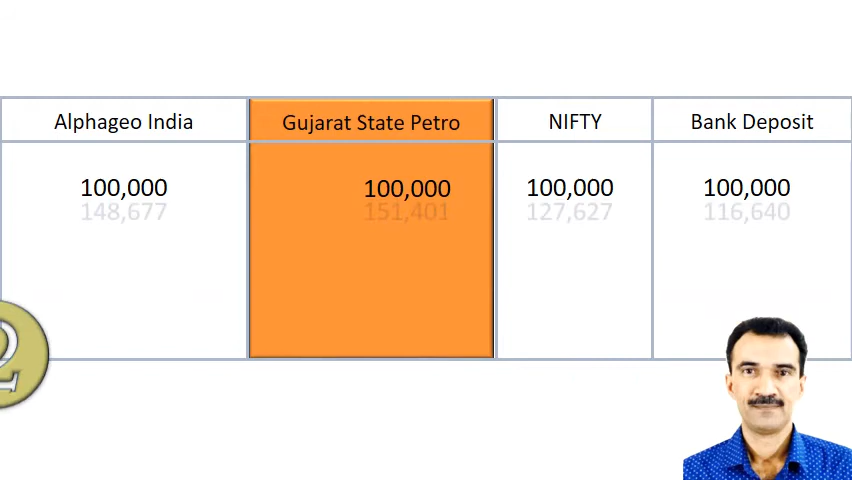 Alphageo India Gujarat State Petro NIFTY Bank Deposit
100,000 100,000 100,000 100,000
148,677 151,401 127,627 116,640
2